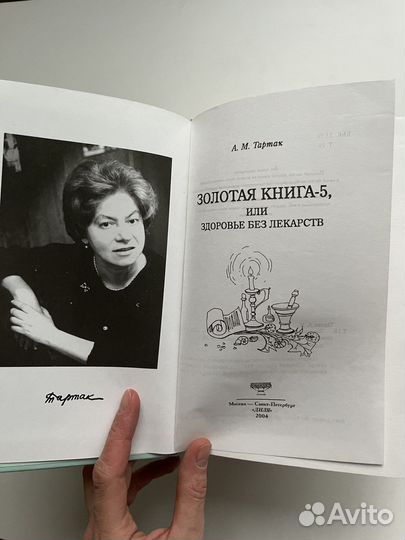 Тартак
А. М. Тартак
ЗОЛОТАЯ КНИГА-5,
ИЛИ
ЗДОРОВЬЕ БЕЗ ЛЕКАРСТВ
Москва — Санкт-Петербург
«ДИЛЯ»
2004
Avito